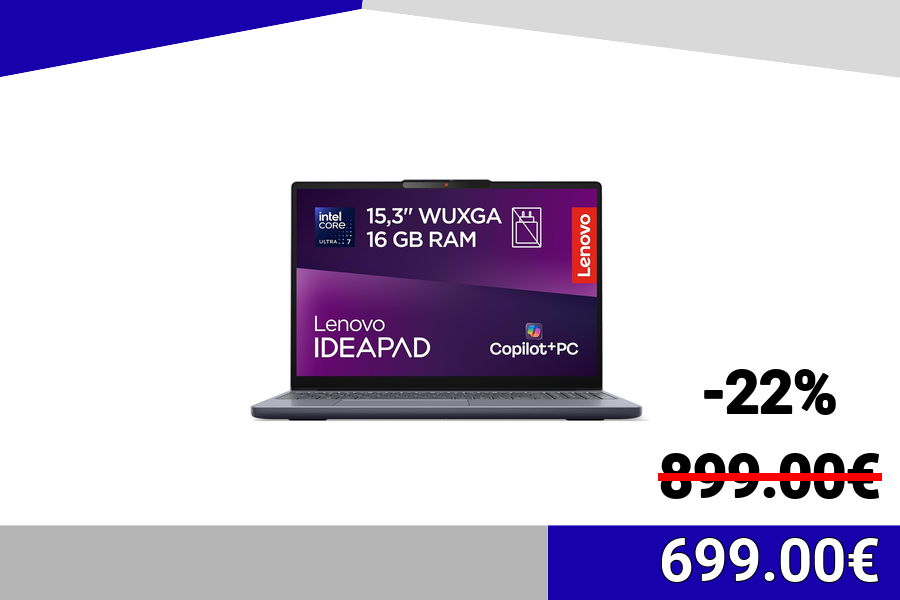 intel
CORE
ULTRA 7
15,3" WUXGA
16 GB RAM
Lenovo
Lenovo
IDEAPAD
Copilot+PC
-22%
899.00€
699.00€